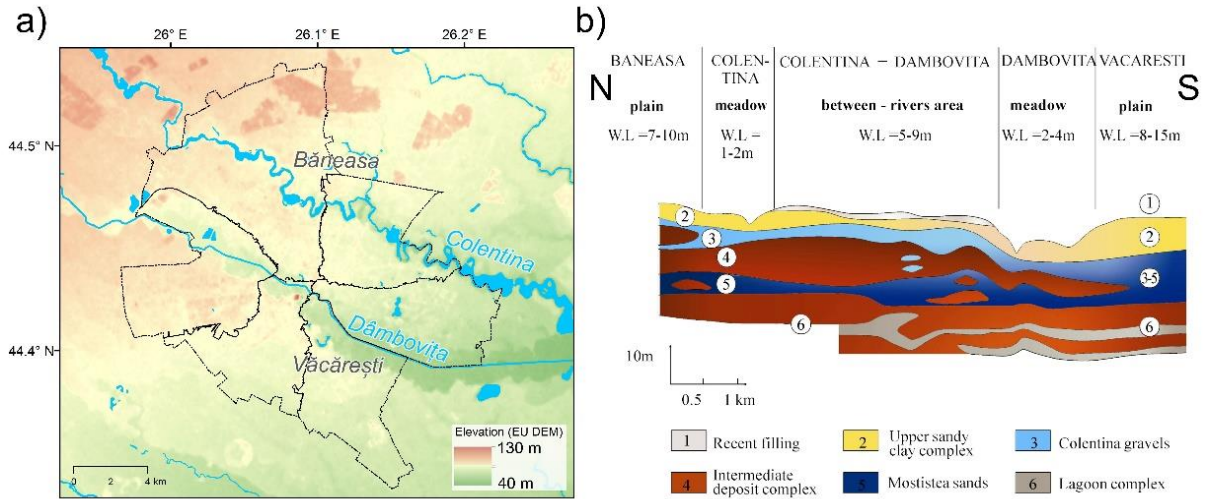 a)
26° E
26.1° E
26.2° E
44.5° N
44.4° N
Băneasa
Colentina
Dâmbovița
Văcărești
0 2 4 km
Elevation (EU DEM)
130 m
40 m
b)
BANEASA
plain
W.L =7-10m
COLEN-
TINA
meadow
W.L =
1-2m
COLENTINA – DAMBOVITA
between - rivers area
W.L =5-9m
DAMBOVITA
meadow
W.L =2-4m
VACARESTI
plain
W.L =8-15m
N
S
2
3
4
5
6
1
2
3-5
6
10m
0.5 1 km
1 Recent filling
2 Upper sandy
clay complex
3 Colentina gravels
4 Intermediate
deposit complex
5 Mostistea sands
6 Lagoon complex